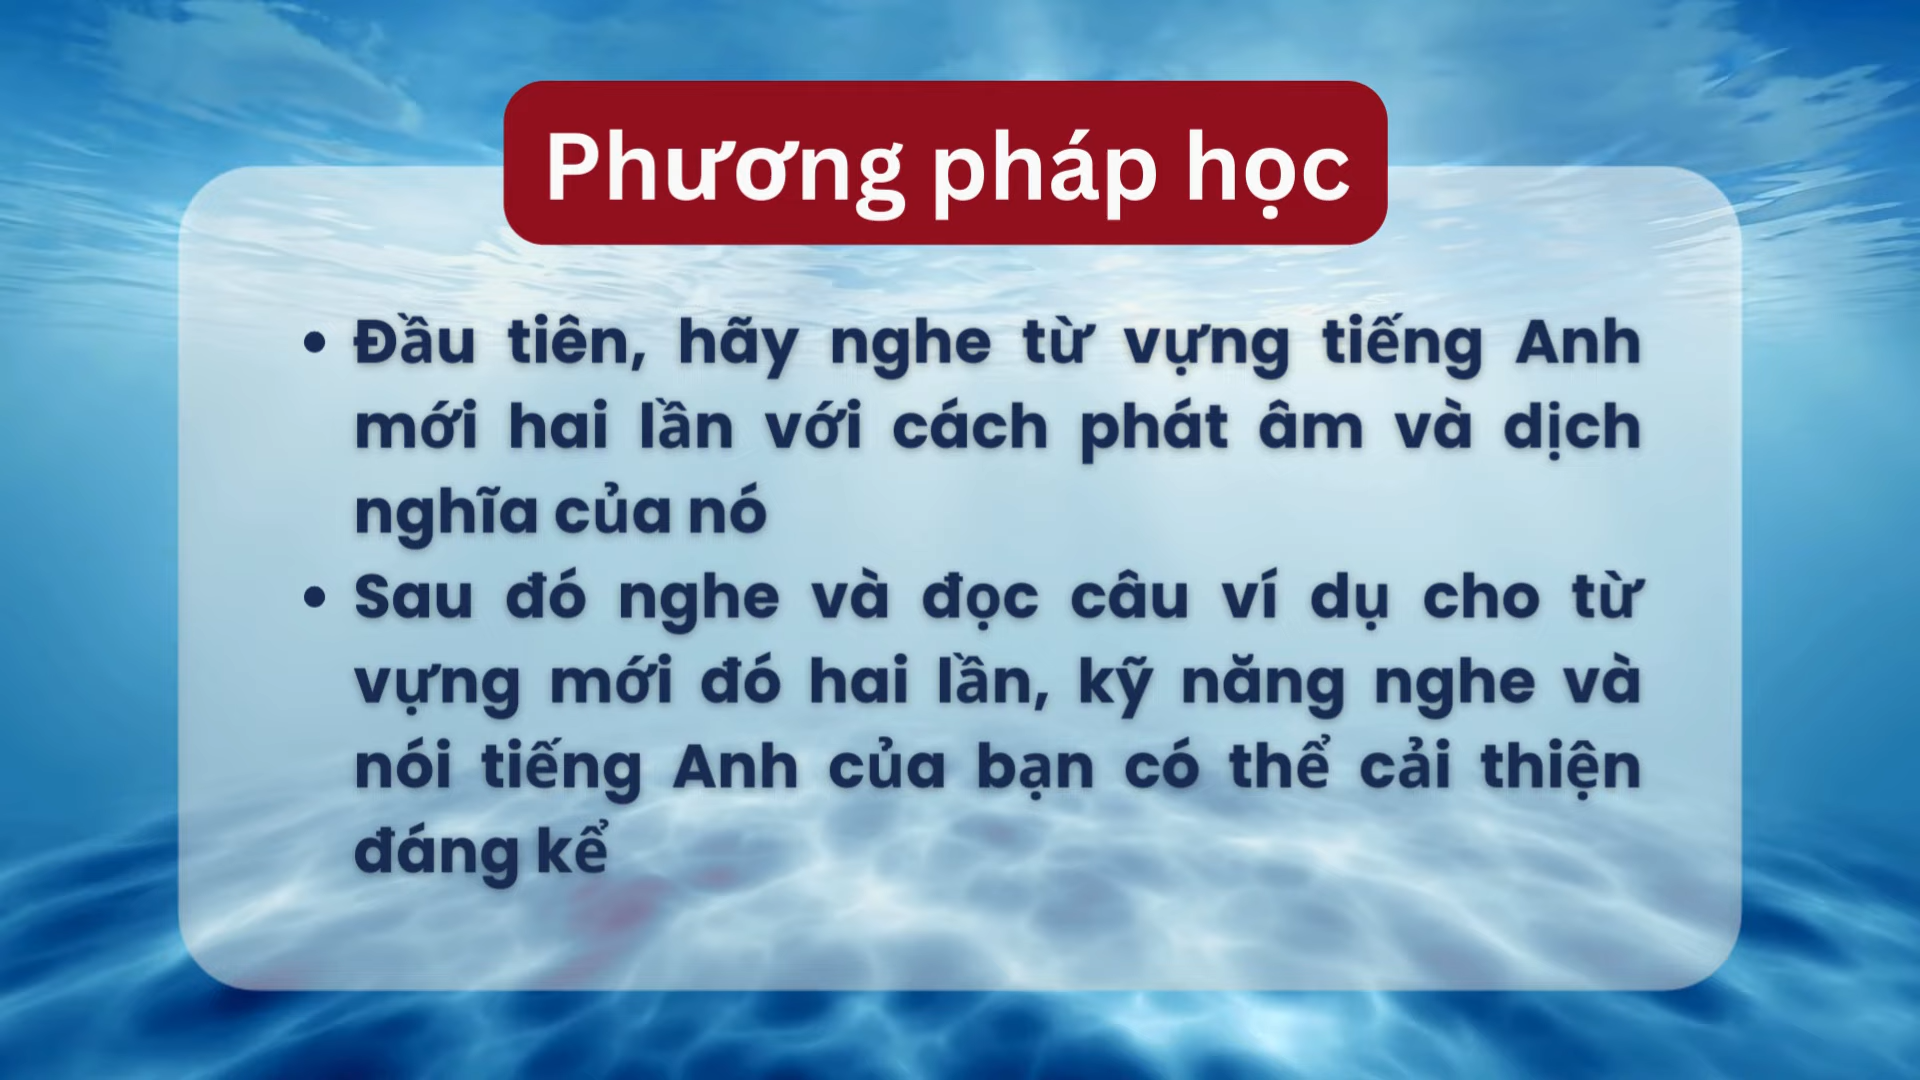 Phương pháp học
• Đầu tiên, hãy nghe từ vựng tiếng Anh
mới hai lần với cách phát âm và dịch
nghĩa của nó
• Sau đó nghe và đọc câu ví dụ cho từ
vựng mới đó hai lần, kỹ năng nghe và
nói tiếng Anh của bạn có thể cải thiện
đáng kể